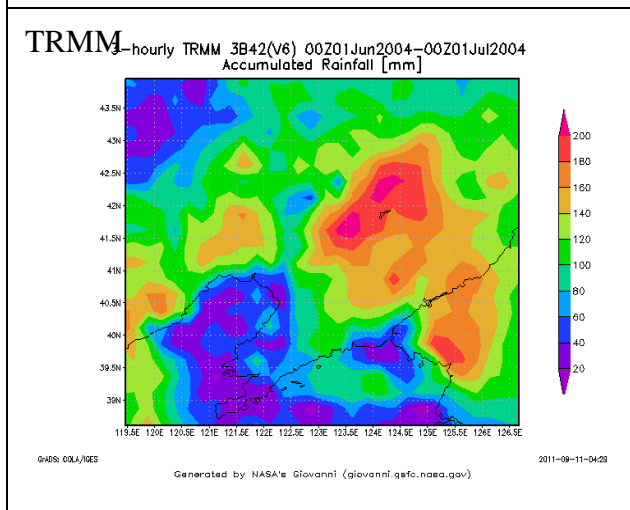 TRMM
3-hourly TRMM 3B42(V6) 00Z01Jun2004-00Z01Jul2004
Accumulated Rainfall [mm]
43.5N
43N
42.5N
42N
41.5N
41N
40.5N
40N
39.5N
39N
119.5E 120E 120.5E 121E 121.5E 122E 122.5E 123E 123.5E 124E 124.5E 125E 125.5E 126E 126.5E
200
180
160
140
120
100
80
60
40
20
GrADS: COLA/IGES
2011-09-11-04:29
Generated by NASA's Giovanni (giovanni.gsfc.nasa.gov)